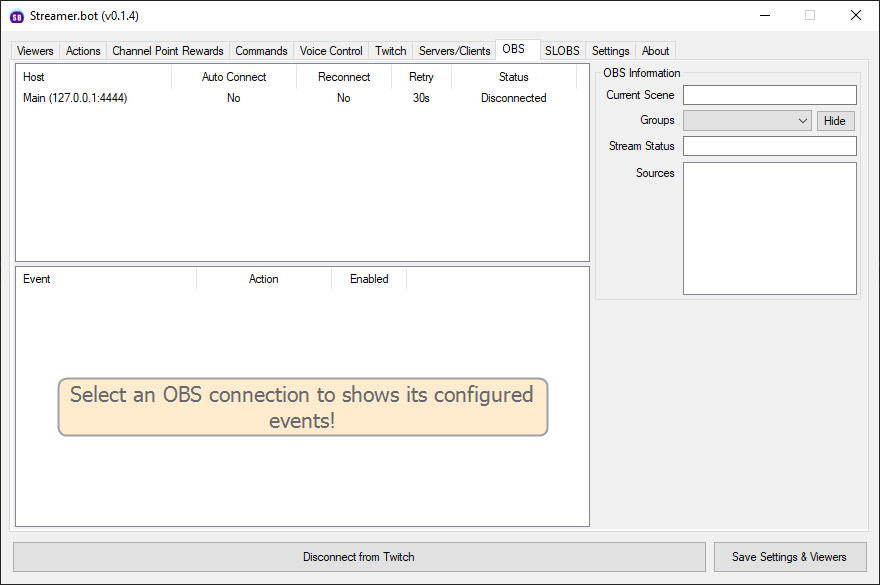 Streamer.bot (v0.1.4)
Viewers Actions Channel Point Rewards Commands Voice Control Twitch Servers/Clients OBS SLOBS Settings About
Host Auto Connect Reconnect Retry Status
Main (127.0.0.1:4444) No No 30s Disconnected
OBS Information
Current Scene
Groups Hide
Stream Status
Sources
Event Action Enabled
Select an OBS connection to shows its configured
events!
Disconnect from Twitch Save Settings & Viewers